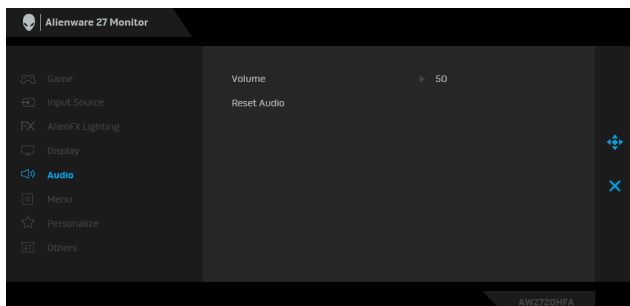 Alienware 27 Monitor
Game
Input Source
AlienFX Lighting
Display
Audio
Menu
Personalize
Others
Volume 50
Reset Audio
AW2720HFA